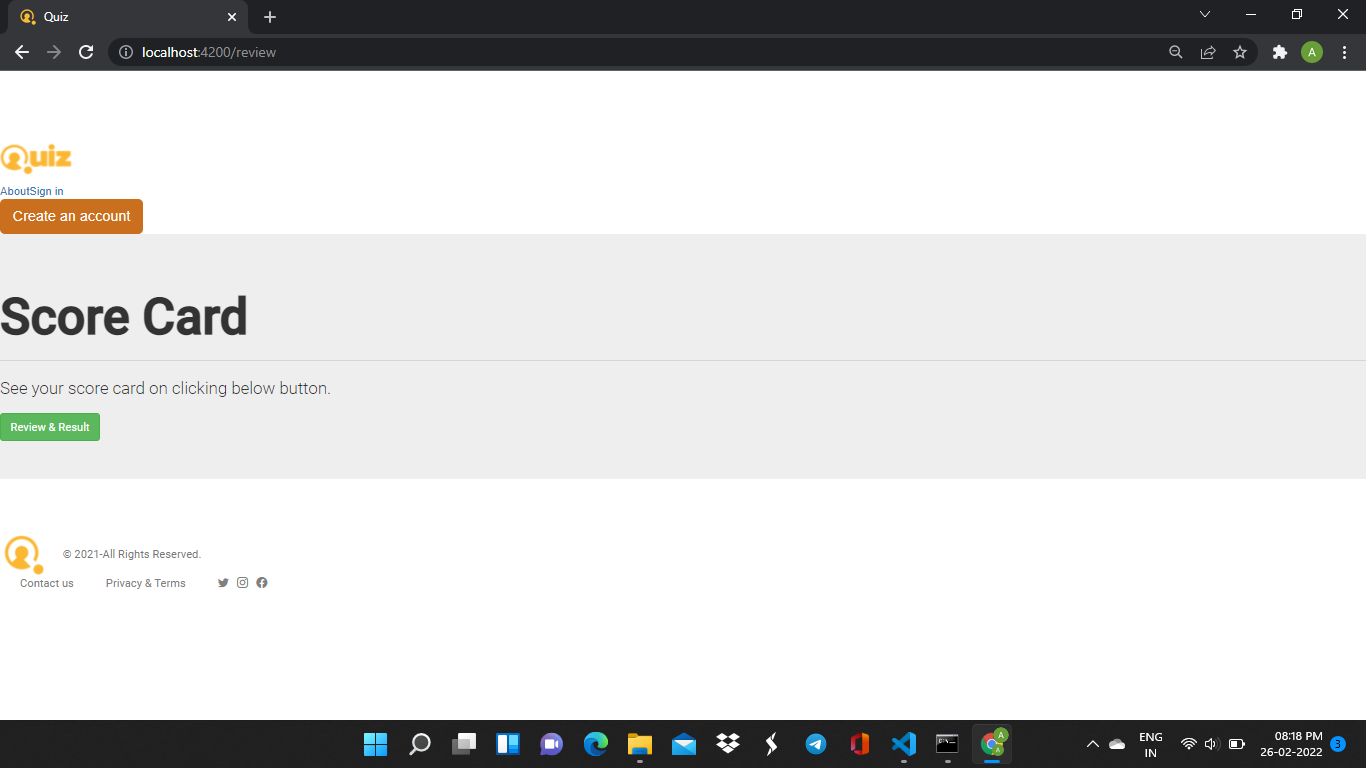 Quiz
localhost:4200/review
A
Quiz
AboutSign in
Create an account
Score Card
See your score card on clicking below button.
Review & Result
© 2021-All Rights Reserved.
Contact us Privacy & Terms
A
ENG
IN
08:18 PM
26-02-2022
3